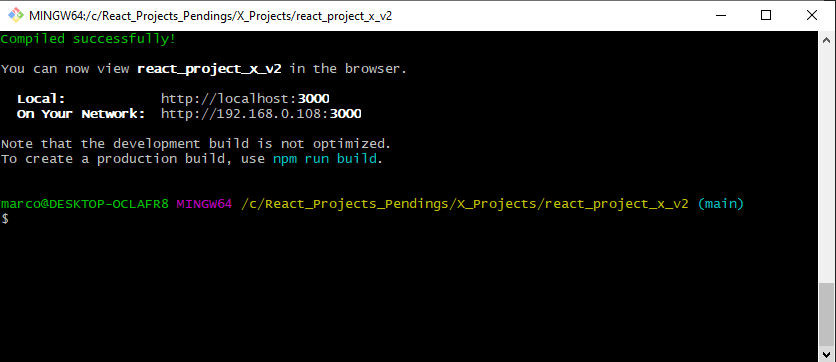 MINGW64:/c/React_Projects_Pendings/X_Projects/react_project_x_v2
Compiled successfully!
You can now view react_project_x_v2 in the browser.
Local: http://localhost:3000
On Your Network: http://192.168.0.108:3000
Note that the development build is not optimized.
To create a production build, use npm run build.
marco@DESKTOP-OCLAFR8 MINGW64 /c/React_Projects_Pendings/X_Projects/react_project_x_v2 (main)
$